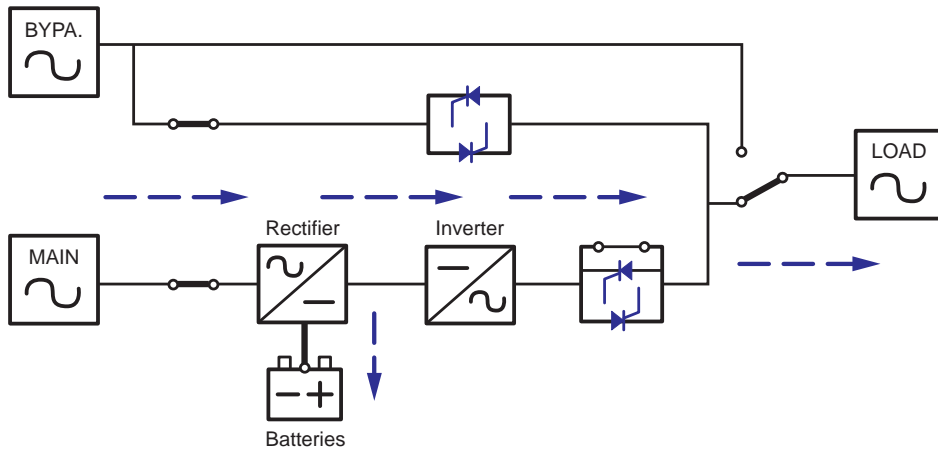 BYPA.
LOAD
Rectifier
Inverter
MAIN
Batteries